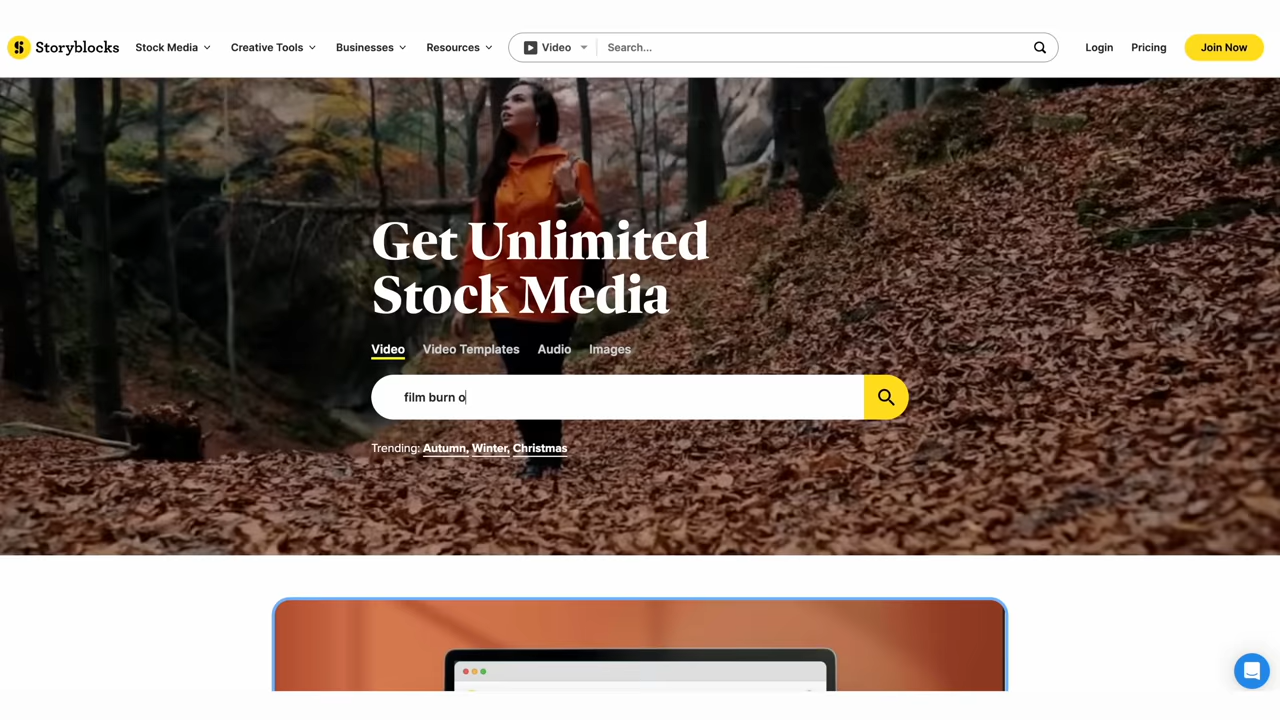 Storyblocks
Stock Media
Creative Tools
Businesses
Resources
Video
Search...
Login
Pricing
Join Now
Get Unlimited
Stock Media
Video
Video Templates
Audio
Images
film burn o
Trending: Autumn, Winter, Christmas